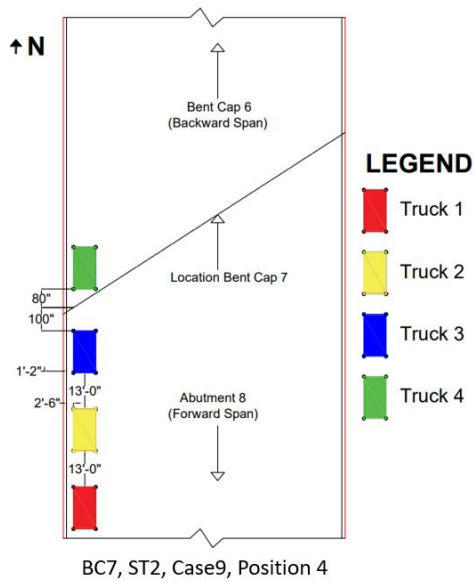 N
Bent Cap 6
(Backward Span)
LEGEND
Truck 1
Truck 2
Truck 3
Truck 4
Location Bent Cap 7
80"
100"
1'-2"
13'-0"
2'-6"
Abutment 8
(Forward Span)
13'-0"
BC7, ST2, Case9, Position 4